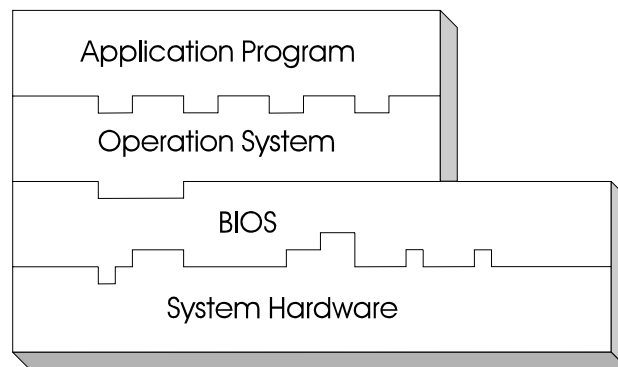 Application Program
Operation System
BIOS
System Hardware